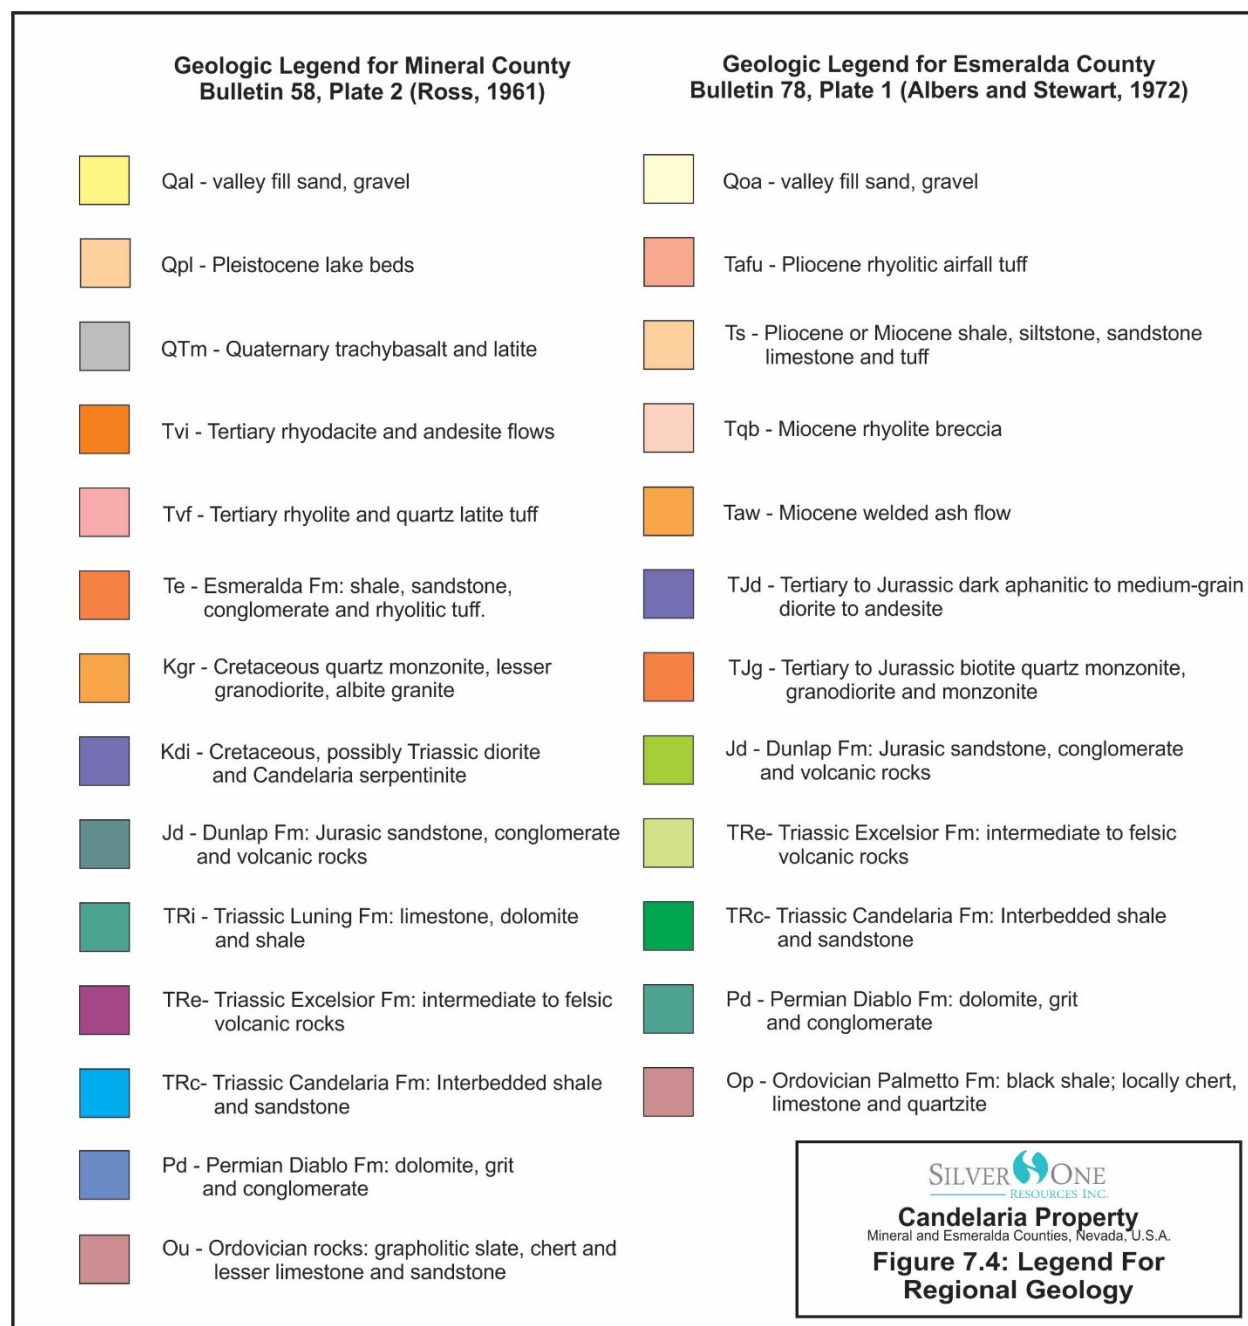 Geologic Legend for Mineral County
Bulletin 58, Plate 2 (Ross, 1961)
Qal - valley fill sand, gravel
Qpl - Pleistocene lake beds
QTm - Quaternary trachybasalt and latite
Tvi - Tertiary rhyodacite and andesite flows
Tvf - Tertiary rhyolite and quartz latite tuff
Te - Esmeralda Fm: shale, sandstone,
conglomerate and rhyolitic tuff.
Kgr - Cretaceous quartz monzonite, lesser
granodiorite, albite granite
Kdi - Cretaceous, possibly Triassic diorite
and Candelaria serpentinite
Jd - Dunlap Fm: Jurasic sandstone, conglomerate
and volcanic rocks
TRi - Triassic Luning Fm: limestone, dolomite
and shale
TRe- Triassic Excelsior Fm: intermediate to felsic
volcanic rocks
TRc- Triassic Candelaria Fm: Interbedded shale
and sandstone
Pd - Permian Diablo Fm: dolomite, grit
and conglomerate
Ou - Ordovician rocks: grapholitic slate, chert and
lesser limestone and sandstone
Geologic Legend for Esmeralda County
Bulletin 78, Plate 1 (Albers and Stewart, 1972)
Qoa - valley fill sand, gravel
Tafu - Pliocene rhyolitic airfall tuff
Ts - Pliocene or Miocene shale, siltstone, sandstone
limestone and tuff
Tqb - Miocene rhyolite breccia
Taw - Miocene welded ash flow
TJd - Tertiary to Jurassic dark aphanitic to medium-grain
diorite to andesite
TJg - Tertiary to Jurassic biotite quartz monzonite,
granodiorite and monzonite
Jd - Dunlap Fm: Jurasic sandstone, conglomerate
and volcanic rocks
TRe- Triassic Excelsior Fm: intermediate to felsic
volcanic rocks
TRc- Triassic Candelaria Fm: Interbedded shale
and sandstone
Pd - Permian Diablo Fm: dolomite, grit
and conglomerate
Op - Ordovician Palmetto Fm: black shale; locally chert,
limestone and quartzite
SILVER ONE
RESOURCES INC.
Candelaria Property
Mineral and Esmeralda Counties, Nevada, U.S.A.
Figure 7.4: Legend For
Regional Geology